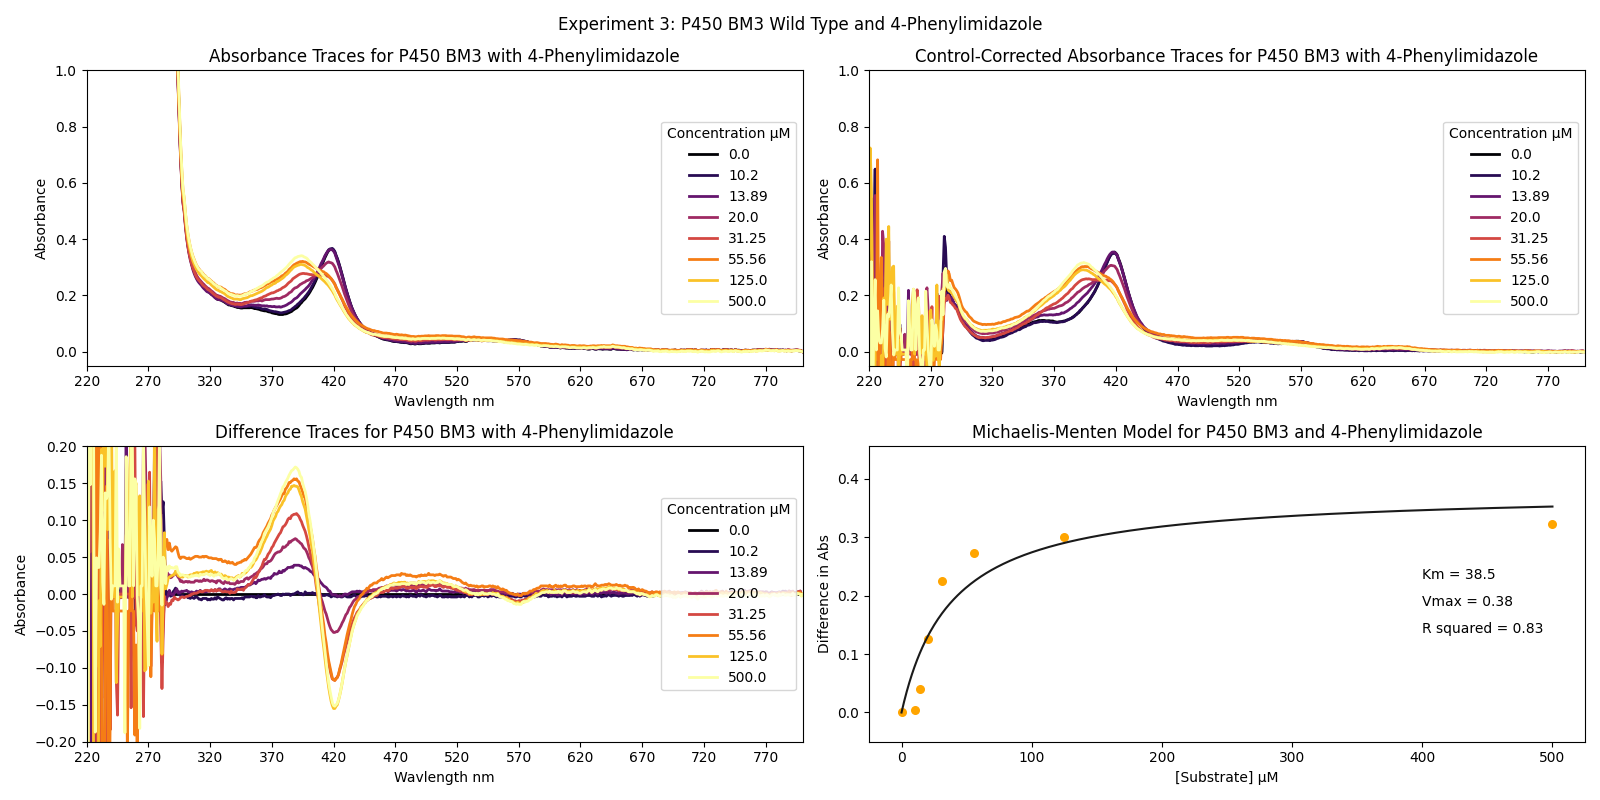 Experiment 3: P450 BM3 Wild Type and 4-Phenylimidazole
Absorbance Traces for P450 BM3 with 4-Phenylimidazole
Absorbance
1.0
0.8
0.6
0.4
0.2
0.0
220 270 320 370 420 470 520 570 620 670 720 770
Wavlength nm
Concentration μM
0.0
10.2
13.89
20.0
31.25
55.56
125.0
500.0
Control-Corrected Absorbance Traces for P450 BM3 with 4-Phenylimidazole
Absorbance
1.0
0.8
0.6
0.4
0.2
0.0
220 270 320 370 420 470 520 570 620 670 720 770
Wavlength nm
Concentration μM
0.0
10.2
13.89
20.0
31.25
55.56
125.0
500.0
Difference Traces for P450 BM3 with 4-Phenylimidazole
Absorbance
0.20
0.15
0.10
0.05
0.00
−0.05
−0.10
−0.15
−0.20
220 270 320 370 420 470 520 570 620 670 720 770
Wavlength nm
Concentration μM
0.0
10.2
13.89
20.0
31.25
55.56
125.0
500.0
Michaelis-Menten Model for P450 BM3 and 4-Phenylimidazole
Difference in Abs
0.4
0.3
0.2
0.1
0.0
0 100 200 300 400 500
[Substrate] μM
Km = 38.5
Vmax = 0.38
R squared = 0.83